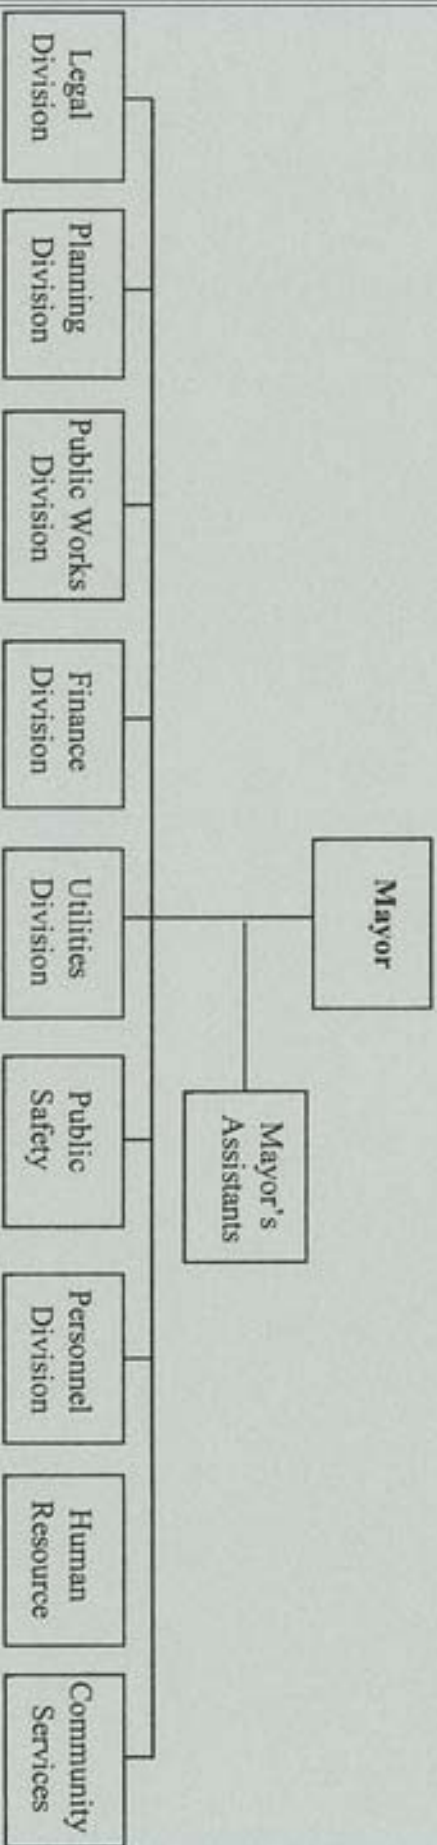 Mayor
Mayor's
Assistants
Legal
Division
Planning
Division
Public Works
Division
Finance
Division
Utilities
Division
Public
Safety
Personnel
Division
Human
Resource
Community
Services